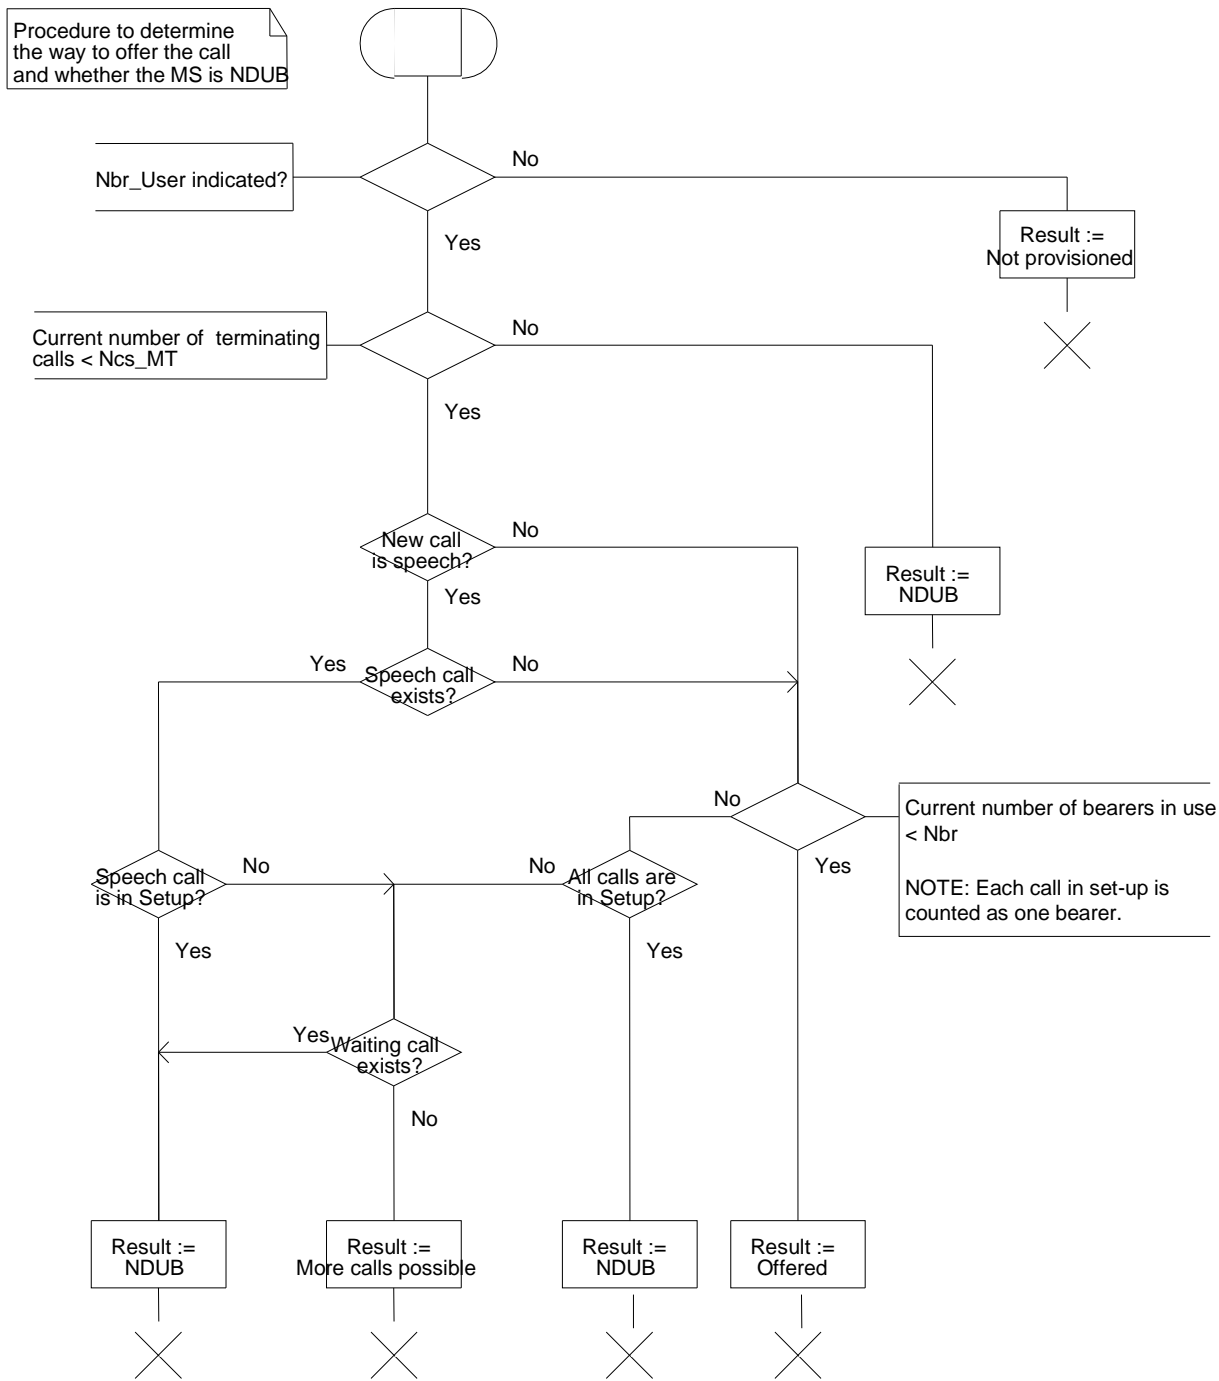 Procedure to determine
the way to offer the call
and whether the MS is NDUB
No
Nbr_User indicated?
Yes
Result :=
Not provisioned
No
Current number of terminating
calls < Ncs_MT
Yes
No
New call
is speech?
Yes
Result :=
NDUB
Yes
No
Speech call
exists?
No
Current number of bearers in use
< Nbr
NOTE: Each call in set-up is
counted as one bearer.
Yes
No
Speech call
is in Setup?
No
All calls are
in Setup?
Yes
Yes
Yes
Waiting call
exists?
No
Result :=
NDUB
Result :=
More calls possible
Result :=
NDUB
Result :=
Offered